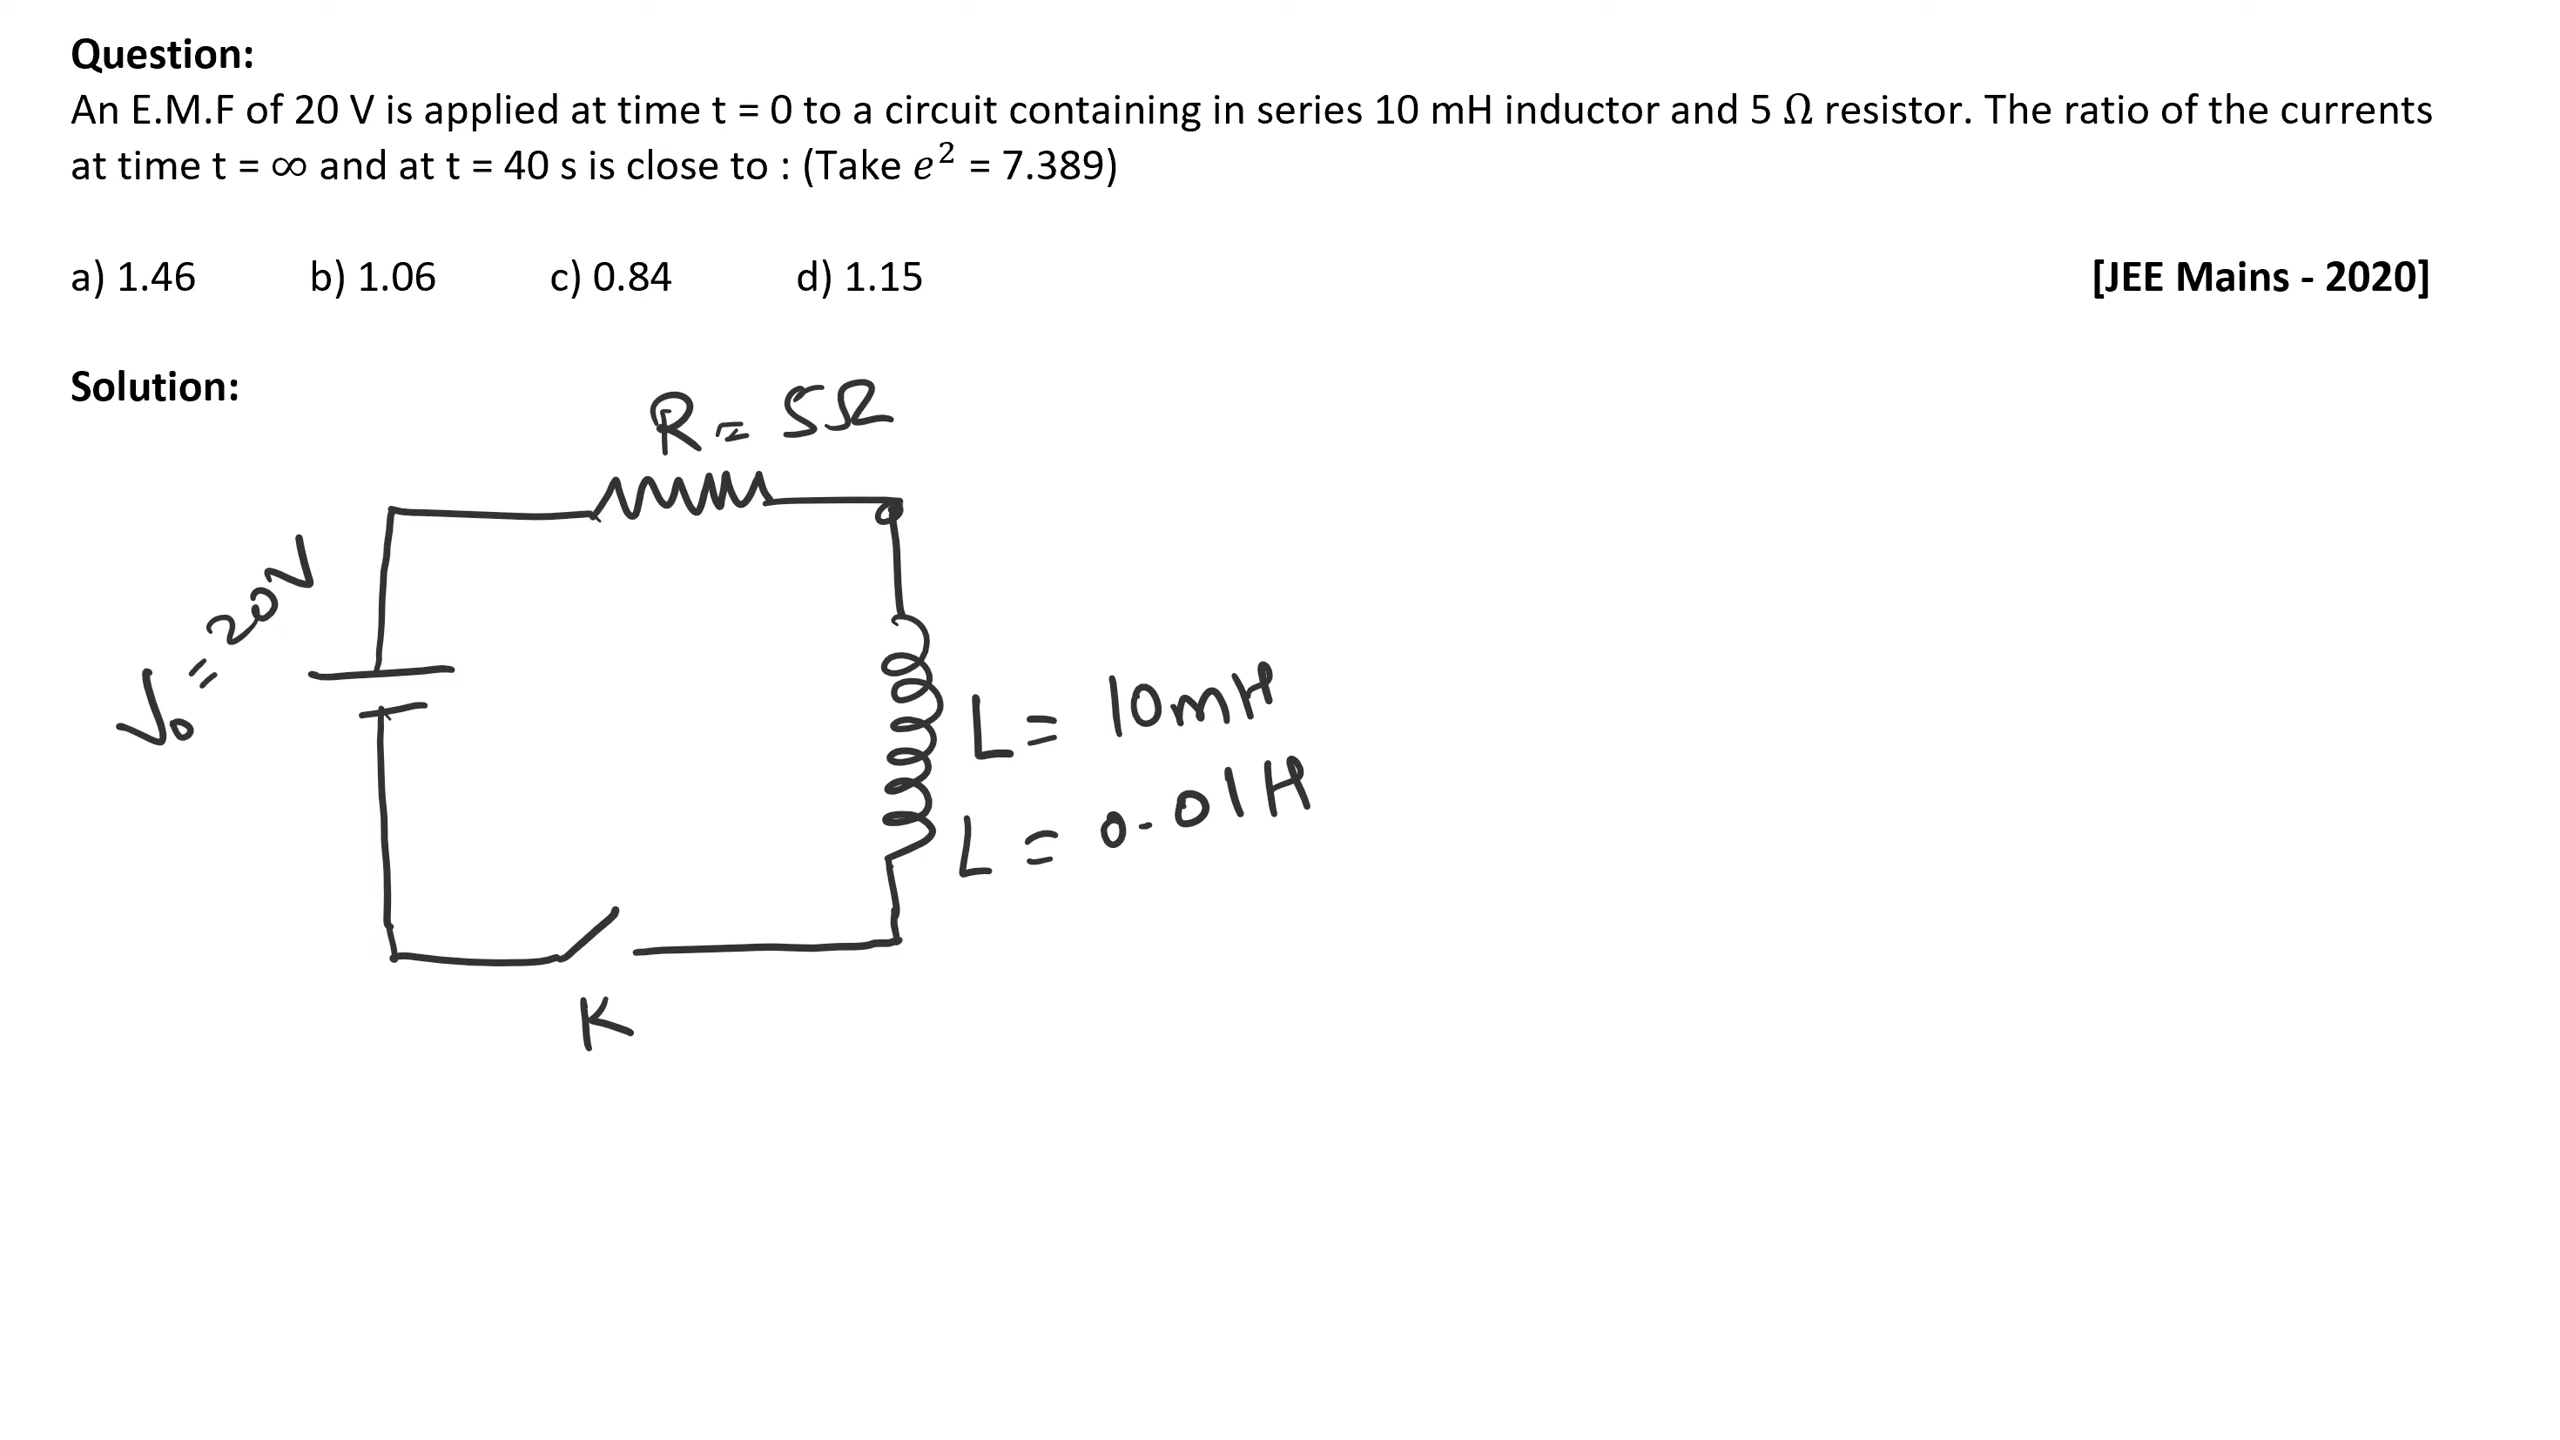 Question:
An E.M.F of 20 V is applied at time t = 0 to a circuit containing in series 10 mH inductor and 5 Ω resistor. The ratio of the currents
at time t = ∞ and at t = 40 s is close to : (Take e² = 7.389)
a) 1.46 b) 1.06 c) 0.84 d) 1.15 [JEE Mains - 2020]
Solution:
R = 5Ω
V₀ = 20V
L = 10mH
L = 0.01H
K